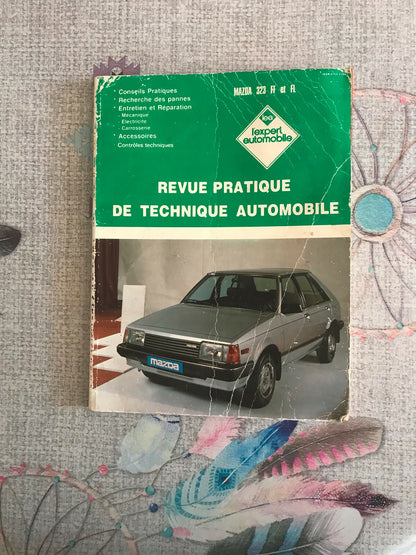 * Conseils Pratiques
* Recherche des pannes
* Entretien et Réparation
- Mécanique
- Electricité
- Carrosserie
* Accessoires
Contrôles techniques
MAZDA 323 FF et FL
iea
l'expert
automobile
REVUE PRATIQUE
DE TECHNIQUE AUTOMOBILE
mazda